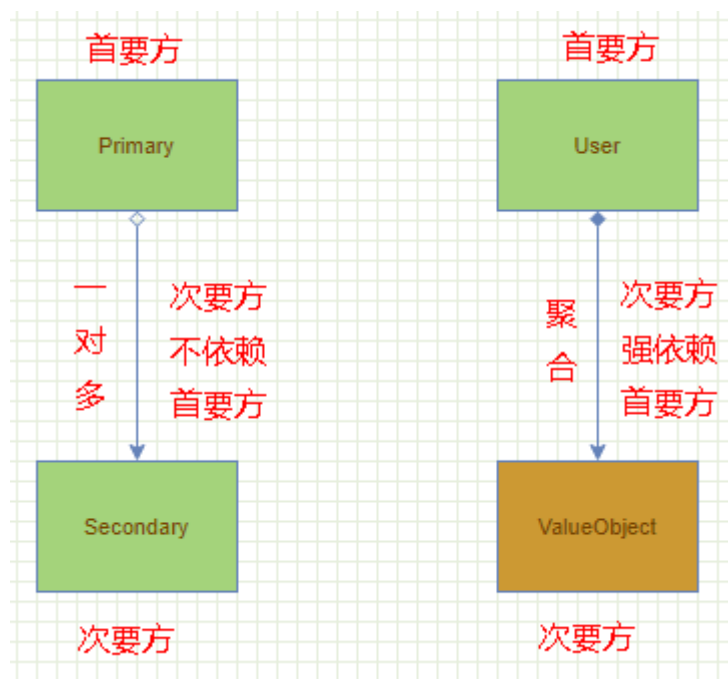 首要方
首要方
Primary
User
一对多
次要方
不依赖
首要方
聚合
次要方
强依赖
首要方
Secondary
ValueObject
次要方
次要方